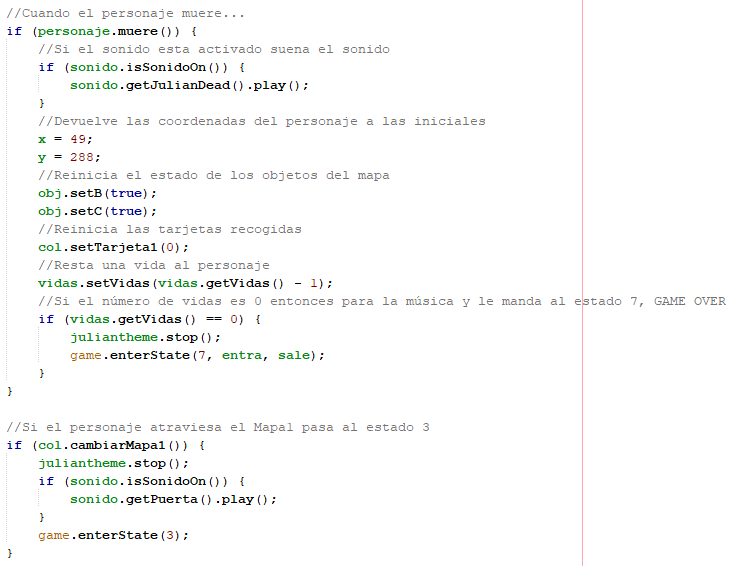 //Cuando el personaje muere...
if (personaje.muere()) {
    //Si el sonido esta activado suena el sonido
    if (sonido.isSonidoOn()) {
        sonido.getJulianDead().play();
    }
    //Devuelve las coordenadas del personaje a las iniciales
    x = 49;
    y = 288;
    //Reinicia el estado de los objetos del mapa
    obj.setB(true);
    obj.setC(true);
    //Reinicia las tarjetas recogidas
    col.setTarjeta1(0);
    //Resta una vida al personaje
    vidas.setVidas(vidas.getVidas() - 1);
    //Si el número de vidas es 0 entonces para la música y le manda al estado 7, GAME OVER
    if (vidas.getVidas() == 0) {
        juliantheme.stop();
        game.enterState(7, entra, sale);
    }
}

//Si el personaje atraviesa el Mapa1 pasa al estado 3
if (col.cambiarMapa1()) {
    juliantheme.stop();
    if (sonido.isSonidoOn()) {
        sonido.getPuerta().play();
    }
    game.enterState(3);
}